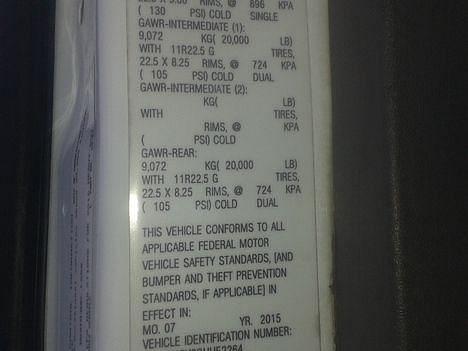 RIMS, @ 896 KPA
( 130 PSI) COLD SINGLE
GAWR-INTERMEDIATE (1):
9,072 KG( 20,000 LB)
WITH 11R22.5 G TIRES,
22.5 X 8.25 RIMS, @ 724 KPA
( 105 PSI) COLD DUAL
GAWR-INTERMEDIATE (2):
KG( LB)
WITH TIRES,
RIMS, @ KPA
( PSI) COLD
GAWR-REAR:
9,072 KG( 20,000 LB)
WITH 11R22.5 G TIRES,
22.5 X 8.25 RIMS, @ 724 KPA
( 105 PSI) COLD DUAL
THIS VEHICLE CONFORMS TO ALL
APPLICABLE FEDERAL MOTOR
VEHICLE SAFETY STANDARDS, [AND
BUMPER AND THEFT PREVENTION
STANDARDS, IF APPLICABLE] IN
EFFECT IN:
MO. 07 YR. 2015
VEHICLE IDENTIFICATION NUMBER: